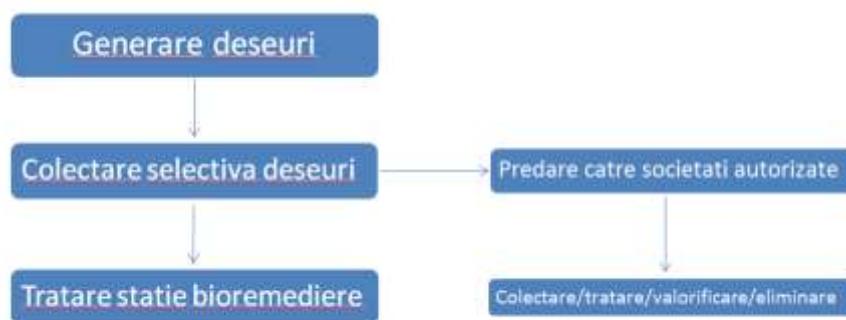 Generare deseuri
Colectare selectiva deseuri
Predare catre societati autorizate
Tratare statie bioremediere
Colectare/tratare/valorificare/eliminare